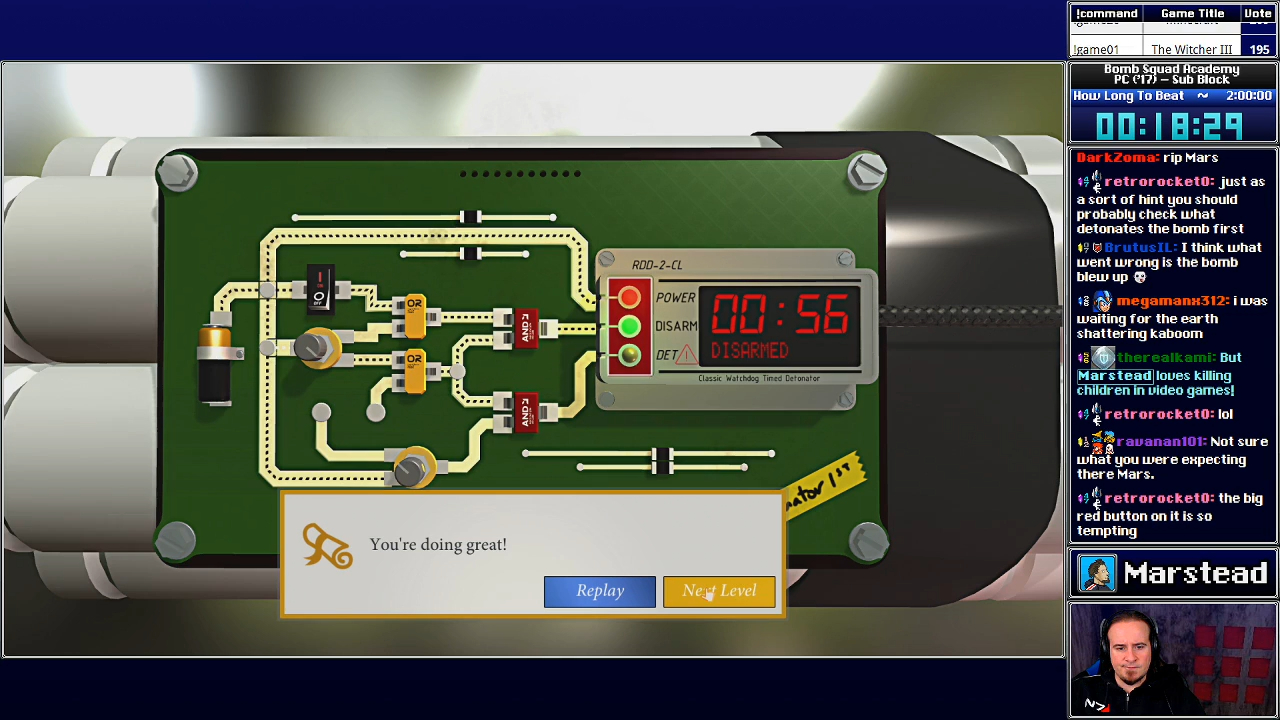 !command Game Title Vote
!game01 The Witcher III 195
Bomb Squad Academy
PC ('17) – Sub Block
How Long To Beat ~ 2:00:00
00:18:29
DarkZoma: rip Mars
retrorocket0: just as
a sort of hint you should
probably check what
detonates the bomb first
BrutusIL: I think what
went wrong is the bomb
blew up
megamanx312: i was
waiting for the earth
shattering kaboom
therealkami: But
Marstead loves killing
children in video games!
retrorocket0: lol
ravanan101: Not sure
what you were expecting
there Mars.
retrorocket0: the big
red button on it is so
tempting
Marstead
RDD-2-CL
POWER
DISARM
DET
00:56
DISARMED
Classic Watchdog Timed Detonator
I
O
OFF
OR
OR
AND
AND
ator 1st
You're doing great!
Replay
Next Level